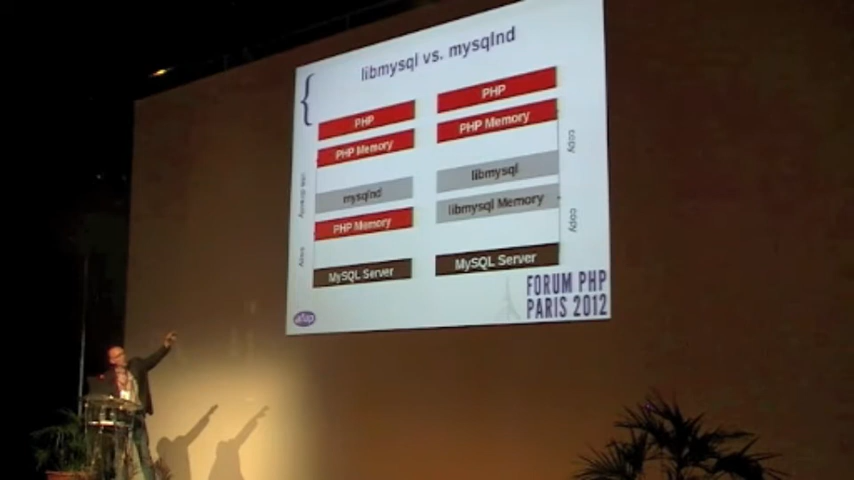 libmysql vs. mysqlnd
PHP
PHP Memory
mysqlnd
PHP Memory
MySQL Server
PHP
PHP Memory
libmysql
libmysql Memory
MySQL Server
copy
copy
afup
FORUM PHP
PARIS 2012